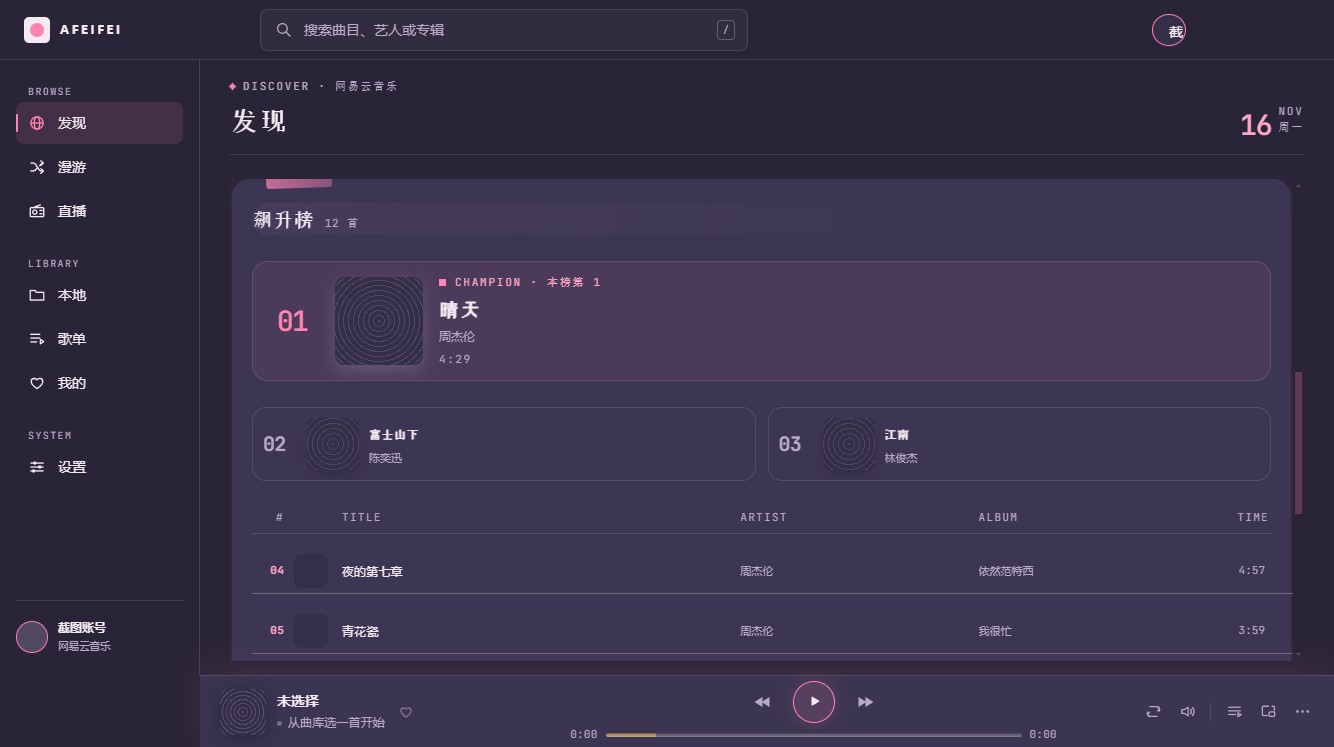 AFEIFEI
搜索曲目、艺人或专辑
/
截
BROWSE
发现
漫游
直播
LIBRARY
本地
歌单
我的
SYSTEM
设置
截图账号
网易云音乐
DISCOVER · 网易云音乐
发现
16 NOV
周一
飙升榜 12 首
01
CHAMPION · 本榜第 1
晴天
周杰伦
4:29
02
富士山下
陈奕迅
03
江南
林俊杰
# TITLE ARTIST ALBUM TIME
04 夜的第七章 周杰伦 依然范特西 4:57
05 青花瓷 周杰伦 我很忙 3:59
未选择
从曲库选一首开始
0:00 0:00